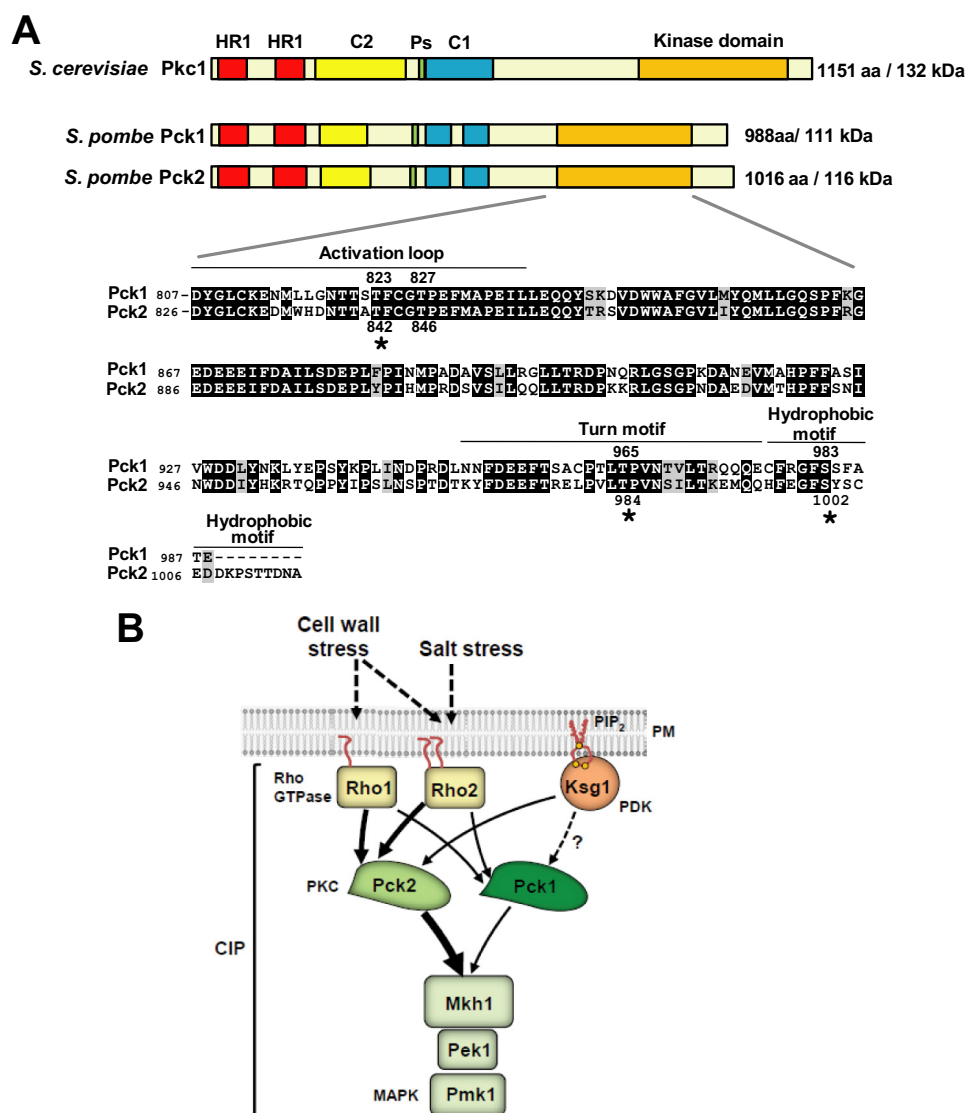 A
HR1 HR1 C2 Ps C1 Kinase domain
S. cerevisiae Pkc1 1151 aa / 132 kDa
S. pombe Pck1 988aa/ 111 kDa
S. pombe Pck2 1016 aa / 116 kDa
Activation loop
823 827
Pck1 807- DYGLCKENMLLGNTTSTFCGTPEFMAPEILLEQQYSKDVDWWAFGVLMYQMLLGQSPFKG
Pck2 826- DYGLCKEDMWHDNTTATFCGTPEFMAPEILLEQQYTRSVDWWAFGVLIYQMLLGQSPFRG
842 846
*
Pck1 867 EDEEEIFDAILSDEPLFPINMPADAVSLLRGLLTRDPNQRLGSGPKDANEVMAHPFFASI
Pck2 886 EDEEEIFDAILSDEPLYPIHMPRDSVSILQQLLTRDPKKRLGSGPNDAEDVMTHPFFSNI
Turn motif Hydrophobic
motif
965 983
Pck1 927 VWDDLYNKLYEPSYKPLINDPRDLNNFDEEFTSACPTLTPVNTVLTRQQQECFRGFSSFA
Pck2 946 NWDDIYHKRTQPPYIPSLNSPTDTKYFDEEFTRELPVLTPVNSILTKEMQQHFEGFSYSC
984 1002
* *
Hydrophobic
motif
Pck1 987 TE---------
Pck2 1006 EDDKPSTTDNA
B
Cell wall
stress
Salt stress
PIP2
PM
Rho
GTPase
Rho1 Rho2 Ksg1
PDK
?
PKC Pck2 Pck1
CIP
Mkh1
Pek1
MAPK Pmk1